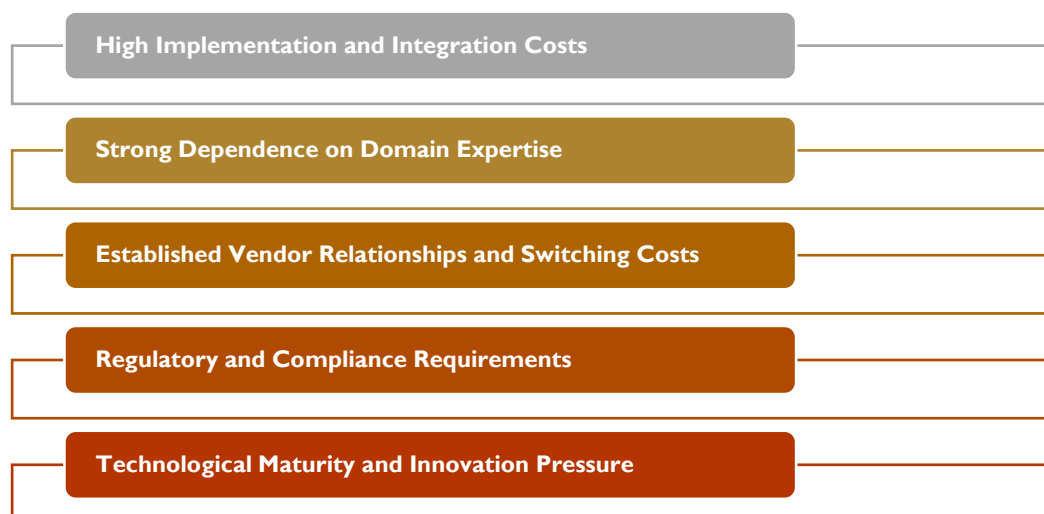 High Implementation and Integration Costs
Strong Dependence on Domain Expertise
Established Vendor Relationships and Switching Costs
Regulatory and Compliance Requirements
Technological Maturity and Innovation Pressure